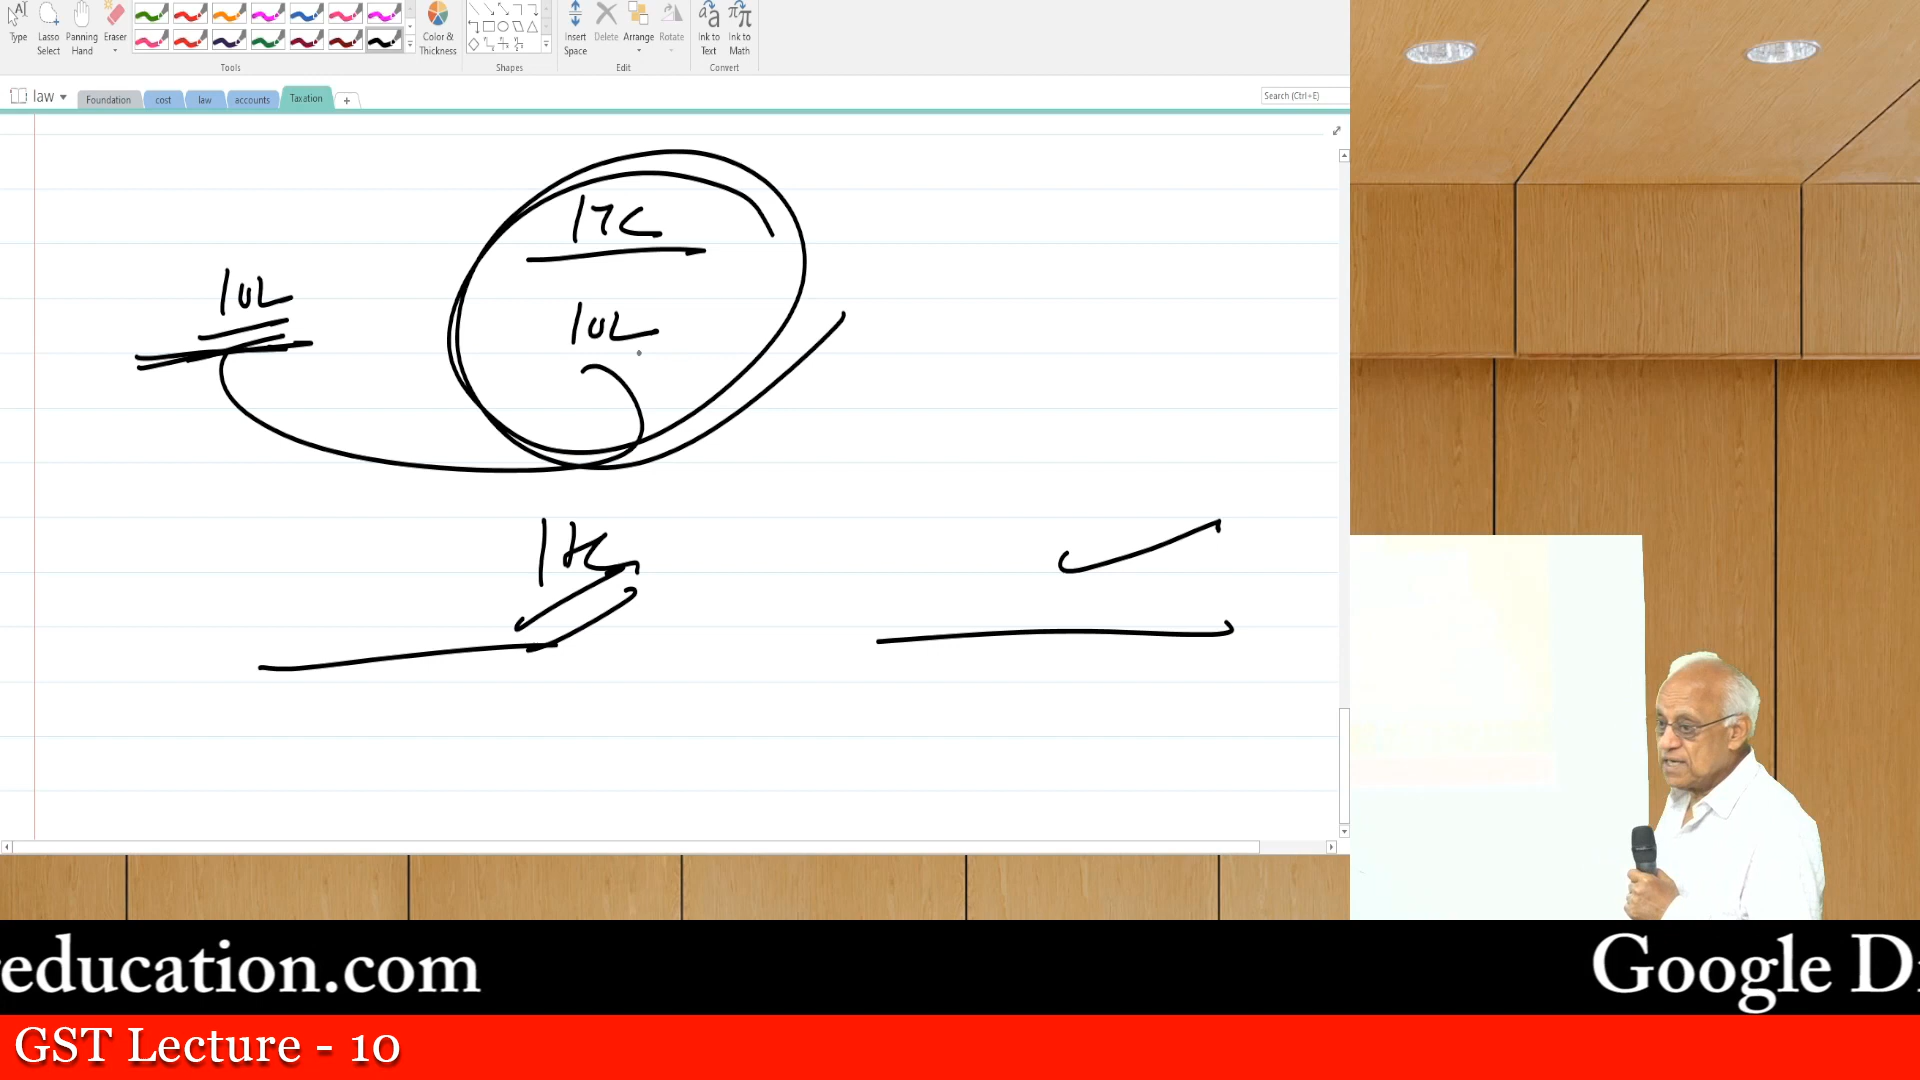 Type
Lasso Select
Panning Hand
Eraser
Color & Thickness
Insert Space
Delete
Arrange
Rotate
Ink to Text
Ink to Math
Tools
Shapes
Edit
Convert
law
Foundation
cost
law
accounts
Taxation
+
Search (Ctrl+E)
ITC
10L
10L
education.com
Google D
GST Lecture - 10